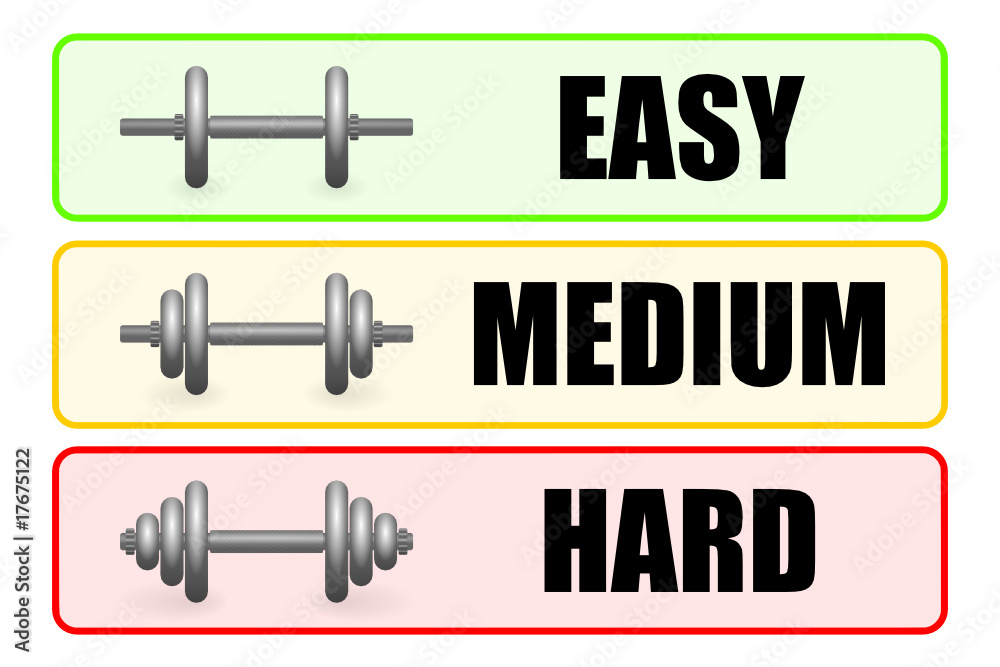 EASY
MEDIUM
HARD
Adobe Stock | #17675122